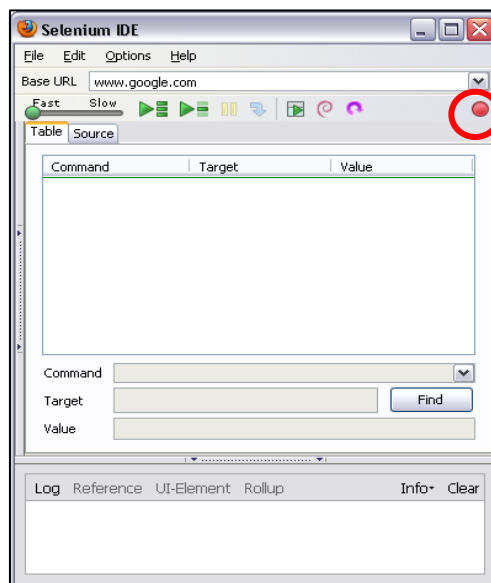 Selenium IDE
File Edit Options Help
Base URL www.google.com
Fast Slow
Table Source
Command Target Value
Command
Target Find
Value
Log Reference UI-Element Rollup Info Clear